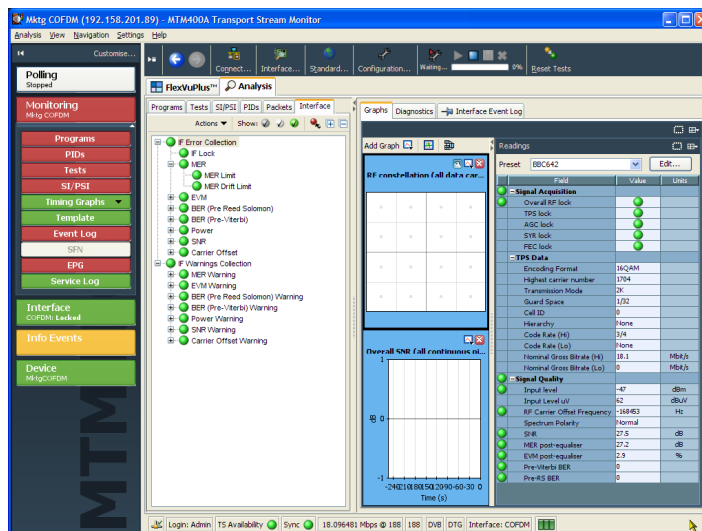 Mktg COFDM (192.158.201.89) - MTM400A Transport Stream Monitor
Analysis View Navigation Settings Help
Customise...
Connect... Interface... Standard... Configuration... Waiting... 0% Reset Tests
Polling
Stopped
Monitoring
Mktg COFDM
Programs
PIDs
Tests
SI/PSI
Timing Graphs
Template
Event Log
SFN
EPG
Service Log
Interface
COFDM: Locked
Info Events
Device
MktgCOFDM
MTM
FlexVuPlus™ Analysis
Programs Tests SI/PSI PIDs Packets Interface
Actions Show:
IF Error Collection
IF Lock
MER
MER Limit
MER Drift Limit
EVM
BER (Pre Reed Solomon)
BER (Pre-Viterbi)
Power
SNR
Carrier Offset
IF Warnings Collection
MER Warning
EVM Warning
BER (Pre Reed Solomon) Warning
BER (Pre-Viterbi) Warning
Power Warning
SNR Warning
Carrier Offset Warning
Graphs Diagnostics Interface Event Log
Add Graph
RF constellation (all data car...
Overall SNR (all continuous pi...
1
dB
0
-1
-240210180150120-90-60-30 0
Time (s)
Readings
Preset BBC642 Edit...
Field Value Units
Signal Acquisition
Overall RF lock
TPS lock
AGC lock
SYR lock
FEC lock
TPS Data
Encoding Format 16QAM
Highest carrier number 1704
Transmission Mode 2K
Guard Space 1/32
Cell ID 0
Hierarchy None
Code Rate (Hi) 3/4
Code Rate (Lo) None
Nominal Gross Bitrate (Hi) 18.1 Mbit/s
Nominal Gross Bitrate (Lo) 0 Mbit/s
Signal Quality
Input level -47 dBm
Input Level uV 62 dBuV
RF Carrier Offset Frequency -168453 Hz
Spectrum Polarity Normal
SNR 27.5 dB
MER post-equaliser 27.2 dB
EVM post-equaliser 2.9 %
Pre-Viterbi BER 0
Pre-RS BER 0
Login: Admin TS Availability Sync 18.096481 Mbps @ 188 188 DVB DTG Interface: COFDM